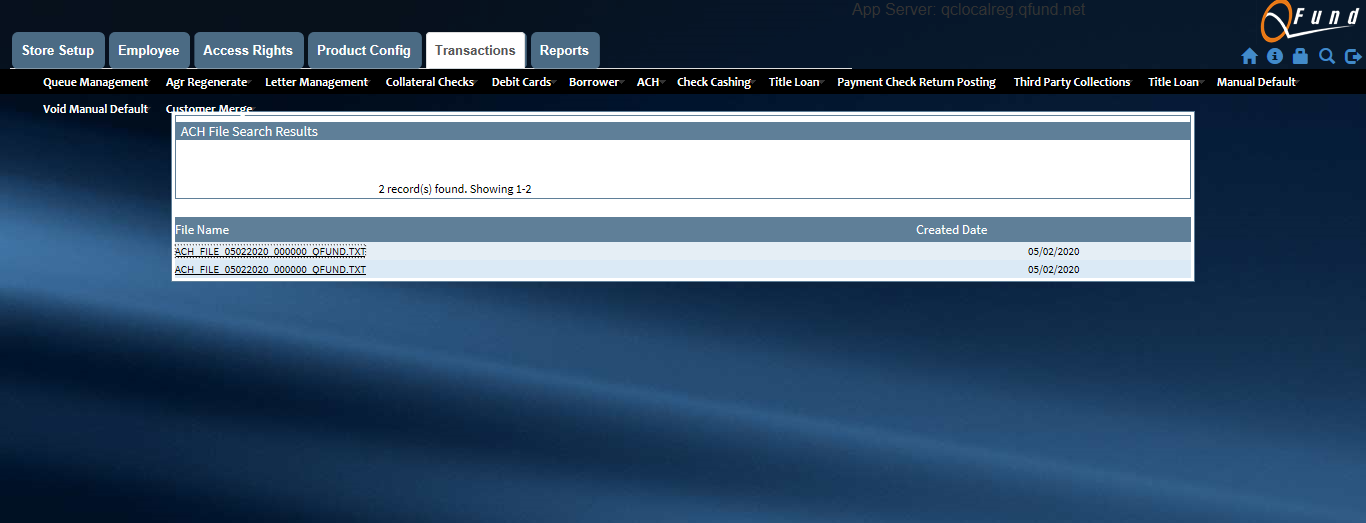 App Server: qclocalreg.qfund.net
QFund
Store Setup Employee Access Rights Product Config Transactions Reports
Queue Management Agr Regenerate Letter Management Collateral Checks Debit Cards Borrower ACH Check Cashing Title Loan Payment Check Return Posting Third Party Collections Title Loan Manual Default
Void Manual Default Customer Merge
ACH File Search Results
2 record(s) found. Showing 1-2
File Name Created Date
ACH_FILE_05022020_000000_QFUND.TXT 05/02/2020
ACH_FILE_05022020_000000_QFUND.TXT 05/02/2020